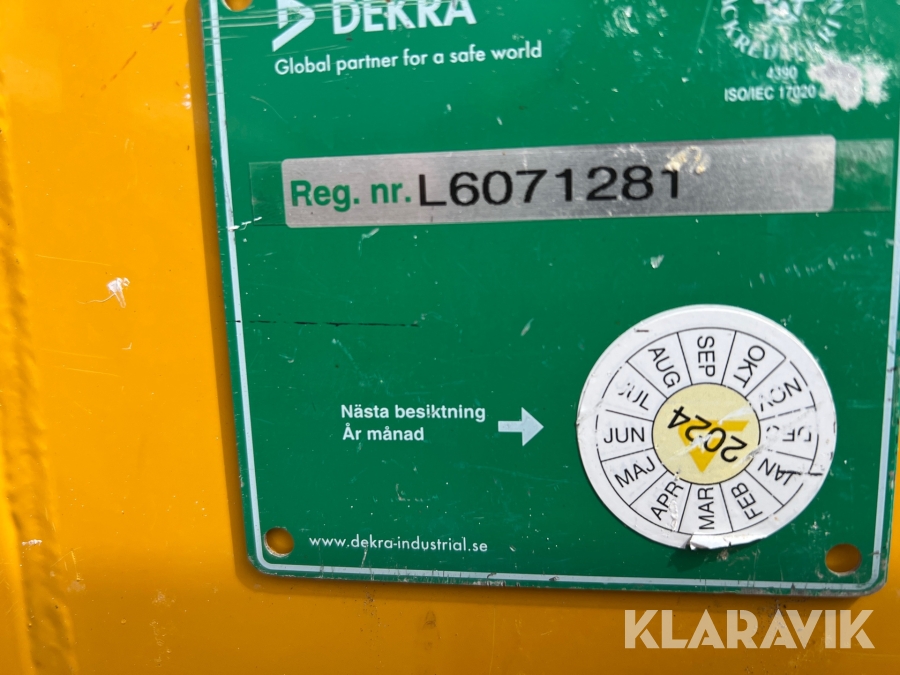 DEKRA
Global partner for a safe world
4390
ISO/IEC 17020
Reg. nr. L6071281
Nästa besiktning
År månad
JAN
FEB
MAR
APR
MAJ
JUN
JUL
AUG
SEP
OKT
NOV
2024
www.dekra-industrial.se
KLARAVIK